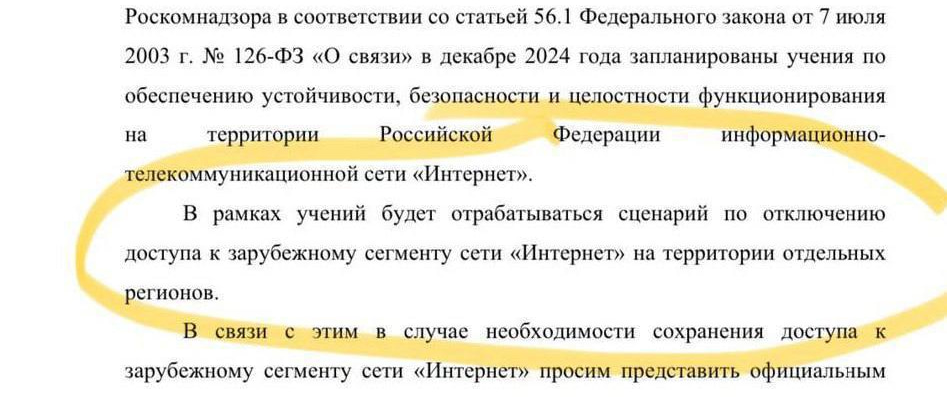 Роскомнадзора в соответствии со статьей 56.1 Федерального закона от 7 июля
2003 г. № 126-ФЗ «О связи» в декабре 2024 года запланированы учения по
обеспечению устойчивости, безопасности и целостности функционирования
на территории Российской Федерации информационно-
телекоммуникационной сети «Интернет».
В рамках учений будет отрабатываться сценарий по отключению
доступа к зарубежному сегменту сети «Интернет» на территории отдельных
регионов.
В связи с этим в случае необходимости сохранения доступа к
зарубежному сегменту сети «Интернет» просим представить официальным